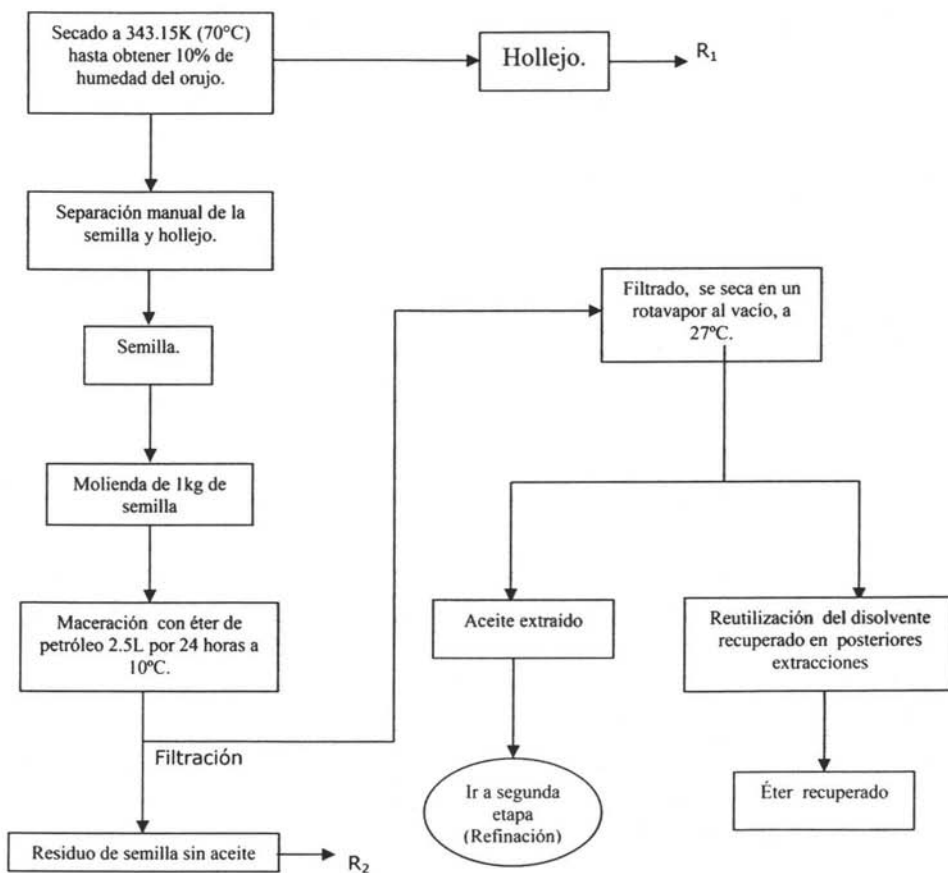 Secado a 343.15K (70°C)
hasta obtener 10% de
humedad del orujo.
Hollejo.
R₁
Separación manual de la
semilla y hollejo.
Semilla.
Molienda de 1kg de
semilla
Maceración con éter de
petróleo 2.5L por 24 horas a
10ºC.
Filtración
Residuo de semilla sin aceite
R₂
Filtrado, se seca en un
rotavapor al vacío, a
27ºC.
Aceite extraído
Ir a segunda
etapa
(Refinación)
Reutilización del disolvente
recuperado en posteriores
extracciones
Éter recuperado